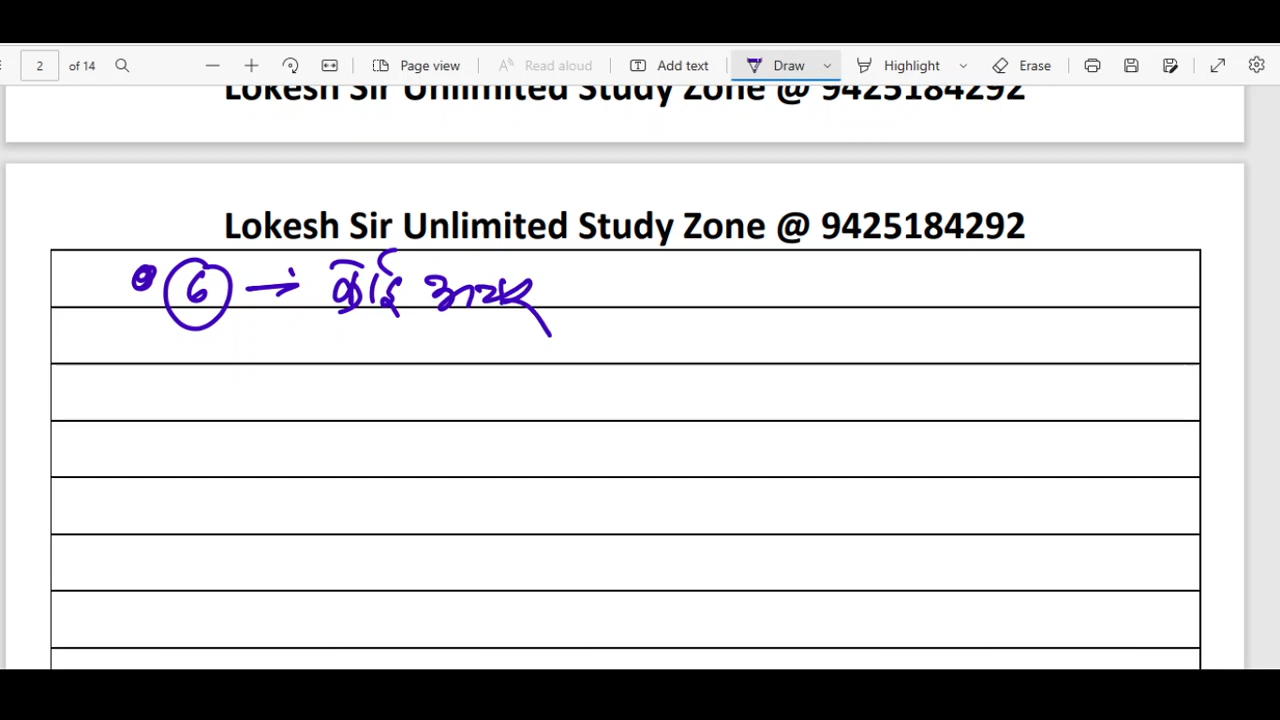 2 of 14 Page view Read aloud Add text Draw Highlight Erase
Lokesh Sir Unlimited Study Zone @ 9425184292
Lokesh Sir Unlimited Study Zone @ 9425184292
6 → कोई